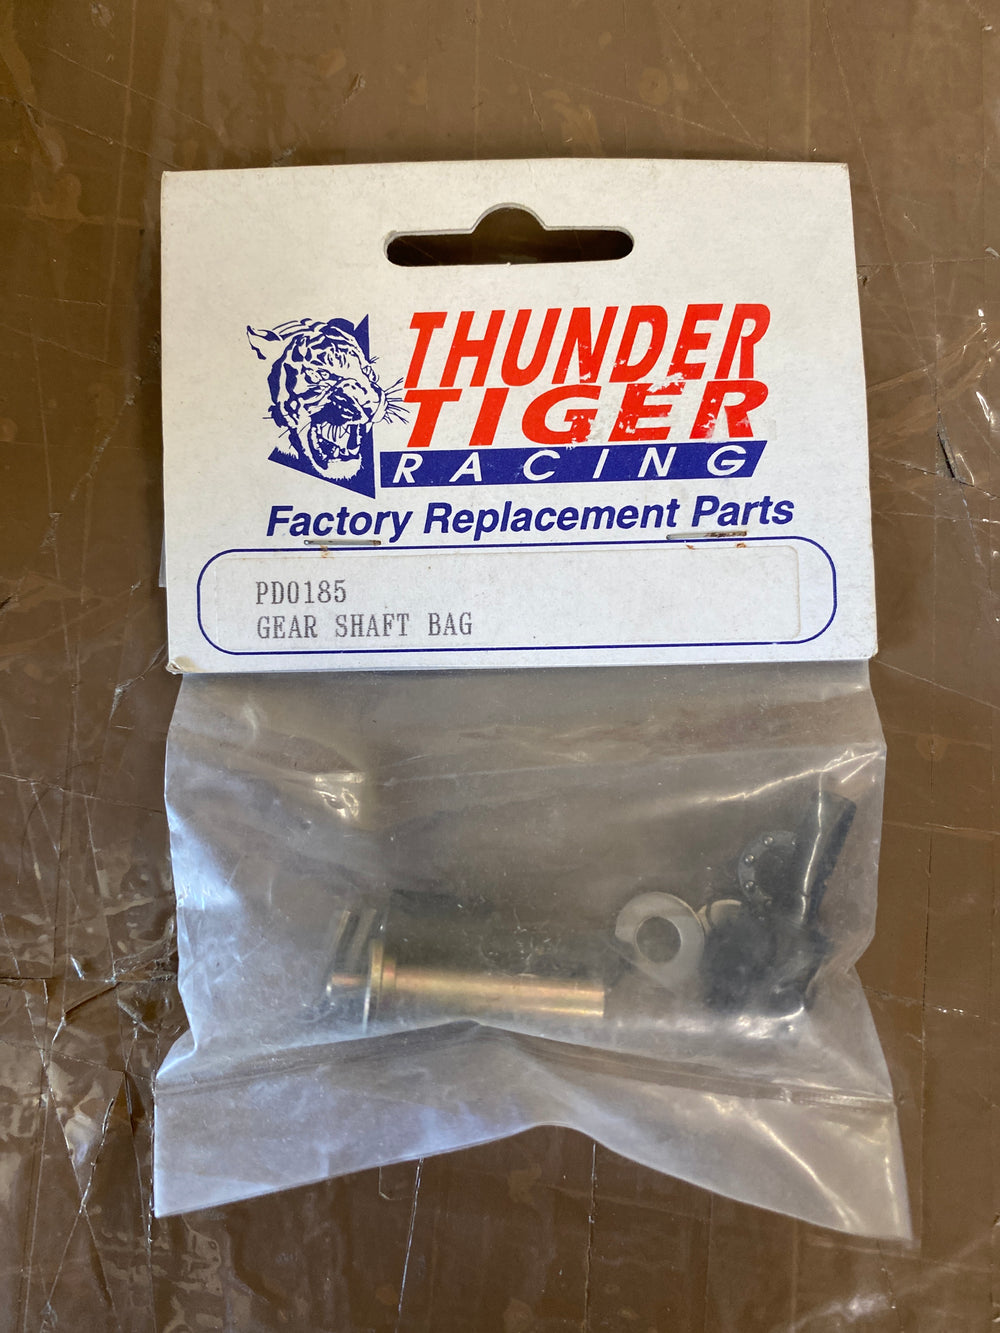 THUNDER
TIGER
RACING
Factory Replacement Parts
PD0185
GEAR SHAFT BAG